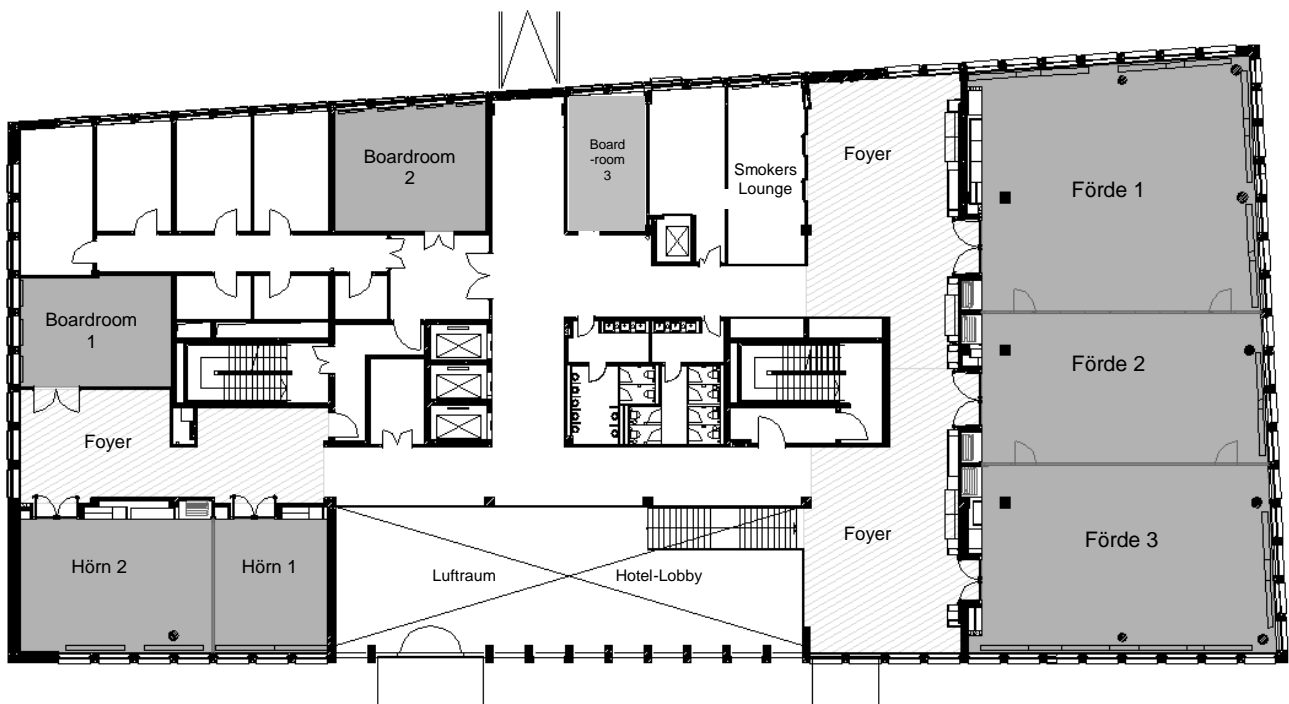 Boardroom
2
Board
-room
3
Smokers
Lounge
Foyer
Förde 1
Boardroom
1
Förde 2
Foyer
Foyer
Förde 3
Hörn 2
Hörn 1
Luftraum
Hotel-Lobby